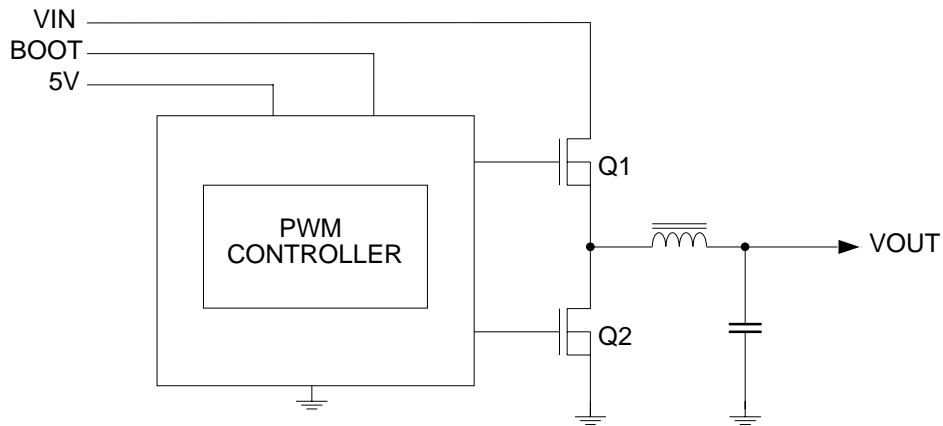 VIN
BOOT
5V
Q1
PWM
CONTROLLER
VOUT
Q2